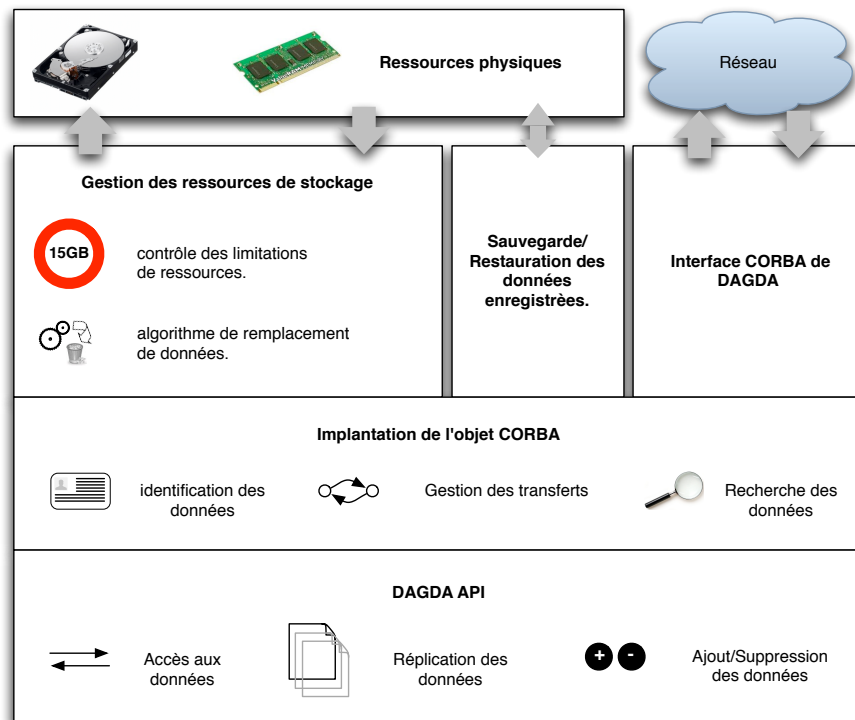 Ressources physiques
Réseau
Gestion des ressources de stockage
15GB
contrôle des limitations
de ressources.
algorithme de remplacement
de données.
Sauvegarde/
Restauration des
données
enregistrèes.
Interface CORBA de
DAGDA
Implantation de l'objet CORBA
identification des
données
Gestion des transferts
Recherche des
données
DAGDA API
Accès aux
données
Réplication des
données
+ -
Ajout/Suppression
des données